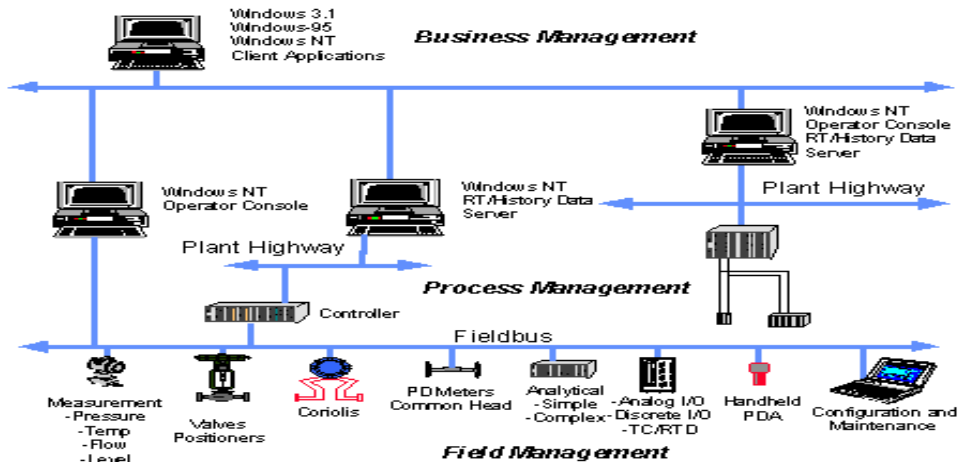 Windows 3.1
Windows-95
Windows NT
Client Applications
Business Management
Windows NT
Operator Console
RT/History Data
Server
Windows NT
Operator Console
Windows NT
RT/History Data
Server
Plant Highway
Plant Highway
Process Management
Controller
Fieldbus
Measurement
-Pressure
-Temp
-Flow
-Level
Valves
Positioners
Coriolis
PD Meters
Common Head
Analytical
-Simple
-Complex
-Analog I/O
-Discrete I/O
-TC/RTD
Handheld
PDA
Configuration and
Maintenance
Field Management